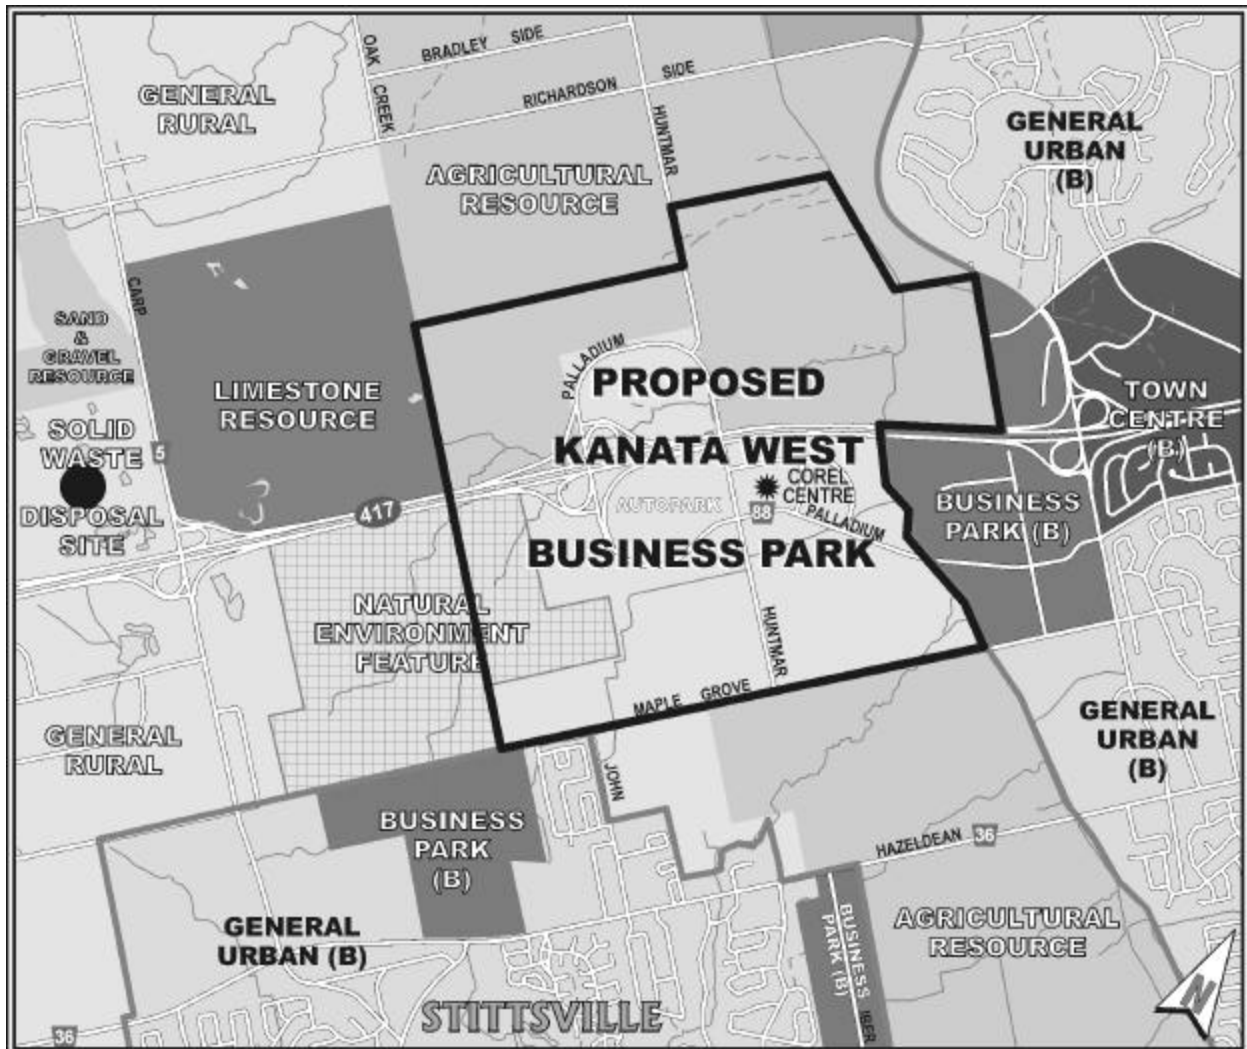 OAK CREEK
BRADLEY SIDE
RICHARDSON SIDE
HUNTMAR
GENERAL
RURAL
AGRICULTURAL
RESOURCE
GENERAL
URBAN
(B)
CARP
SAND
&
GRAVEL
RESOURCE
LIMESTONE
RESOURCE
PALLADIUM
PROPOSED
KANATA WEST
BUSINESS PARK
TOWN
CENTRE
(B)
SOLID
WASTE
DISPOSAL
SITE
5
417
AUTOPARK
COREL
CENTRE
88
PALLADIUM
BUSINESS
PARK (B)
NATURAL
ENVIRONMENT
FEATURE
HUNTMAR
MAPLE GROVE
GENERAL
RURAL
GENERAL
URBAN
(B)
JOHN
BUSINESS
PARK
(B)
HAZELDEAN
36
GENERAL
URBAN (B)
BUSINESS
PARK (B)
IBER
AGRICULTURAL
RESOURCE
STITTSVILLE
36
N